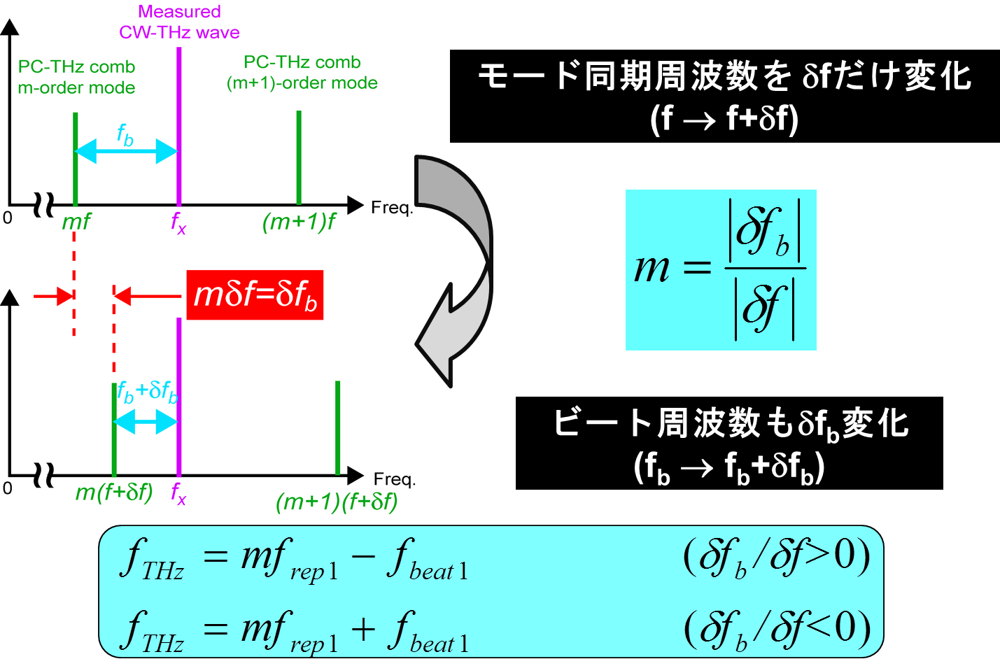 Measured
CW-THz wave
PC-THz comb
m-order mode
PC-THz comb
(m+1)-order mode
f_b
0
mf
f_x
(m+1)f
Freq.
モード同期周波数を δfだけ変化
(f → f+δf)
mδf=δf_b
m = |δf_b| / |δf|
f_b+δf_b
0
m(f+δf)
f_x
(m+1)(f+δf)
Freq.
ビート周波数もδf_b変化
(f_b → f_b+δf_b)
f_THz = mf_rep1 − f_beat1 (δf_b/δf>0)
f_THz = mf_rep1 + f_beat1 (δf_b/δf<0)